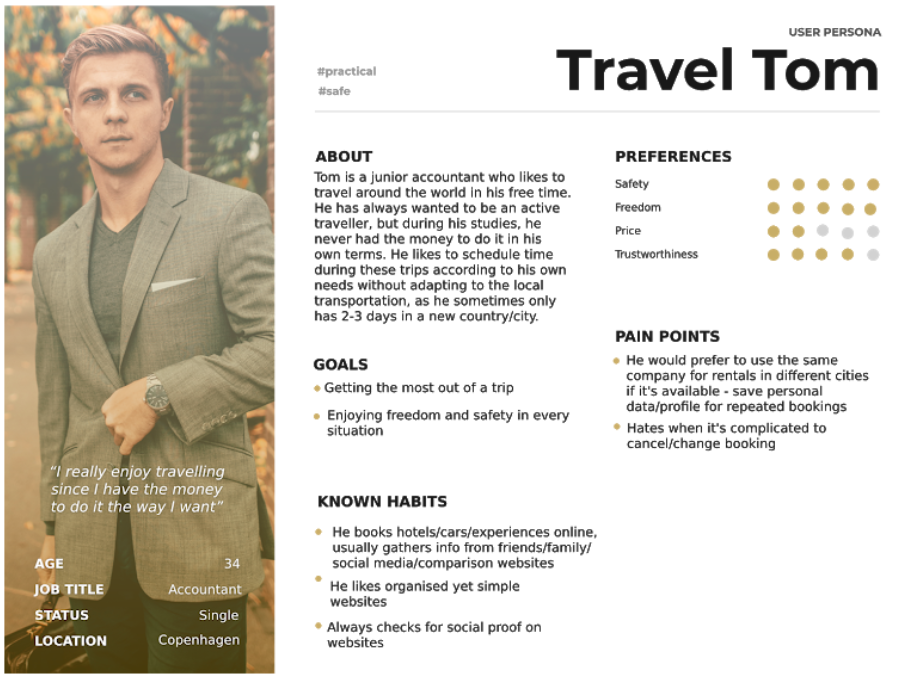 USER PERSONA
#practical
#safe
Travel Tom
ABOUT
Tom is a junior accountant who likes to
travel around the world in his free time.
He has always wanted to be an active
traveller, but during his studies, he
never had the money to do it in his
own terms. He likes to schedule time
during these trips according to his own
needs without adapting to the local
transportation, as he sometimes only
has 2-3 days in a new country/city.
GOALS
Getting the most out of a trip
Enjoying freedom and safety in every
situation
KNOWN HABITS
He books hotels/cars/experiences online,
usually gathers info from friends/family/
social media/comparison websites
He likes organised yet simple
websites
Always checks for social proof on
websites
PREFERENCES
Safety
Freedom
Price
Trustworthiness
PAIN POINTS
He would prefer to use the same
company for rentals in different cities
if it's available - save personal
data/profile for repeated bookings
Hates when it's complicated to
cancel/change booking
“I really enjoy travelling
since I have the money
to do it the way I want”
AGE 34
JOB TITLE Accountant
STATUS Single
LOCATION Copenhagen